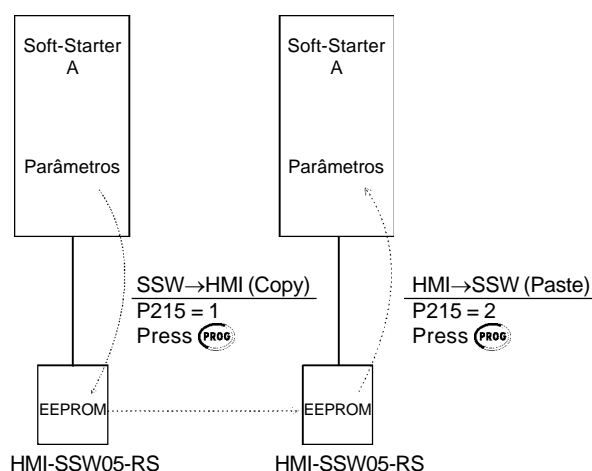 Soft-Starter
A
Parâmetros
SSW→HMI (Copy)
P215 = 1
Press PROG
EEPROM
HMI-SSW05-RS
Soft-Starter
A
Parâmetros
HMI→SSW (Paste)
P215 = 2
Press PROG
EEPROM
HMI-SSW05-RS